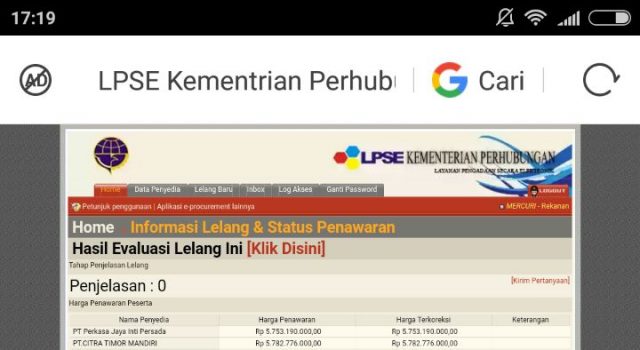 17:19
AD
LPSE Kementrian Perhubu
G Cari
LPSE KEMENTERIAN PERHUBUNGAN
LAYANAN PENGADAAN SECARA ELEKTRONIK
Home Data Penyedia Lelang Baru Inbox Log Akses Ganti Password
LOGOUT
Petunjuk penggunaan | Aplikasi e-procurement lainnya
MERCURI - Rekanan
Home Informasi Lelang & Status Penawaran
Hasil Evaluasi Lelang Ini [Klik Disini]
Tahap Penjelasan Lelang
Penjelasan : 0
[Kirim Pertanyaan]
Harga Penawaran Peserta
Nama Penyedia Harga Penawaran Harga Terkoreksi Keterangan
PT Perkasa Jaya Inti Persada Rp 5.753.190.000,00 Rp 5.753.190.000,00
PT.CITRA TIMOR MANDIRI Rp 5.782.776.000,00 Rp 5.782.776.000,00